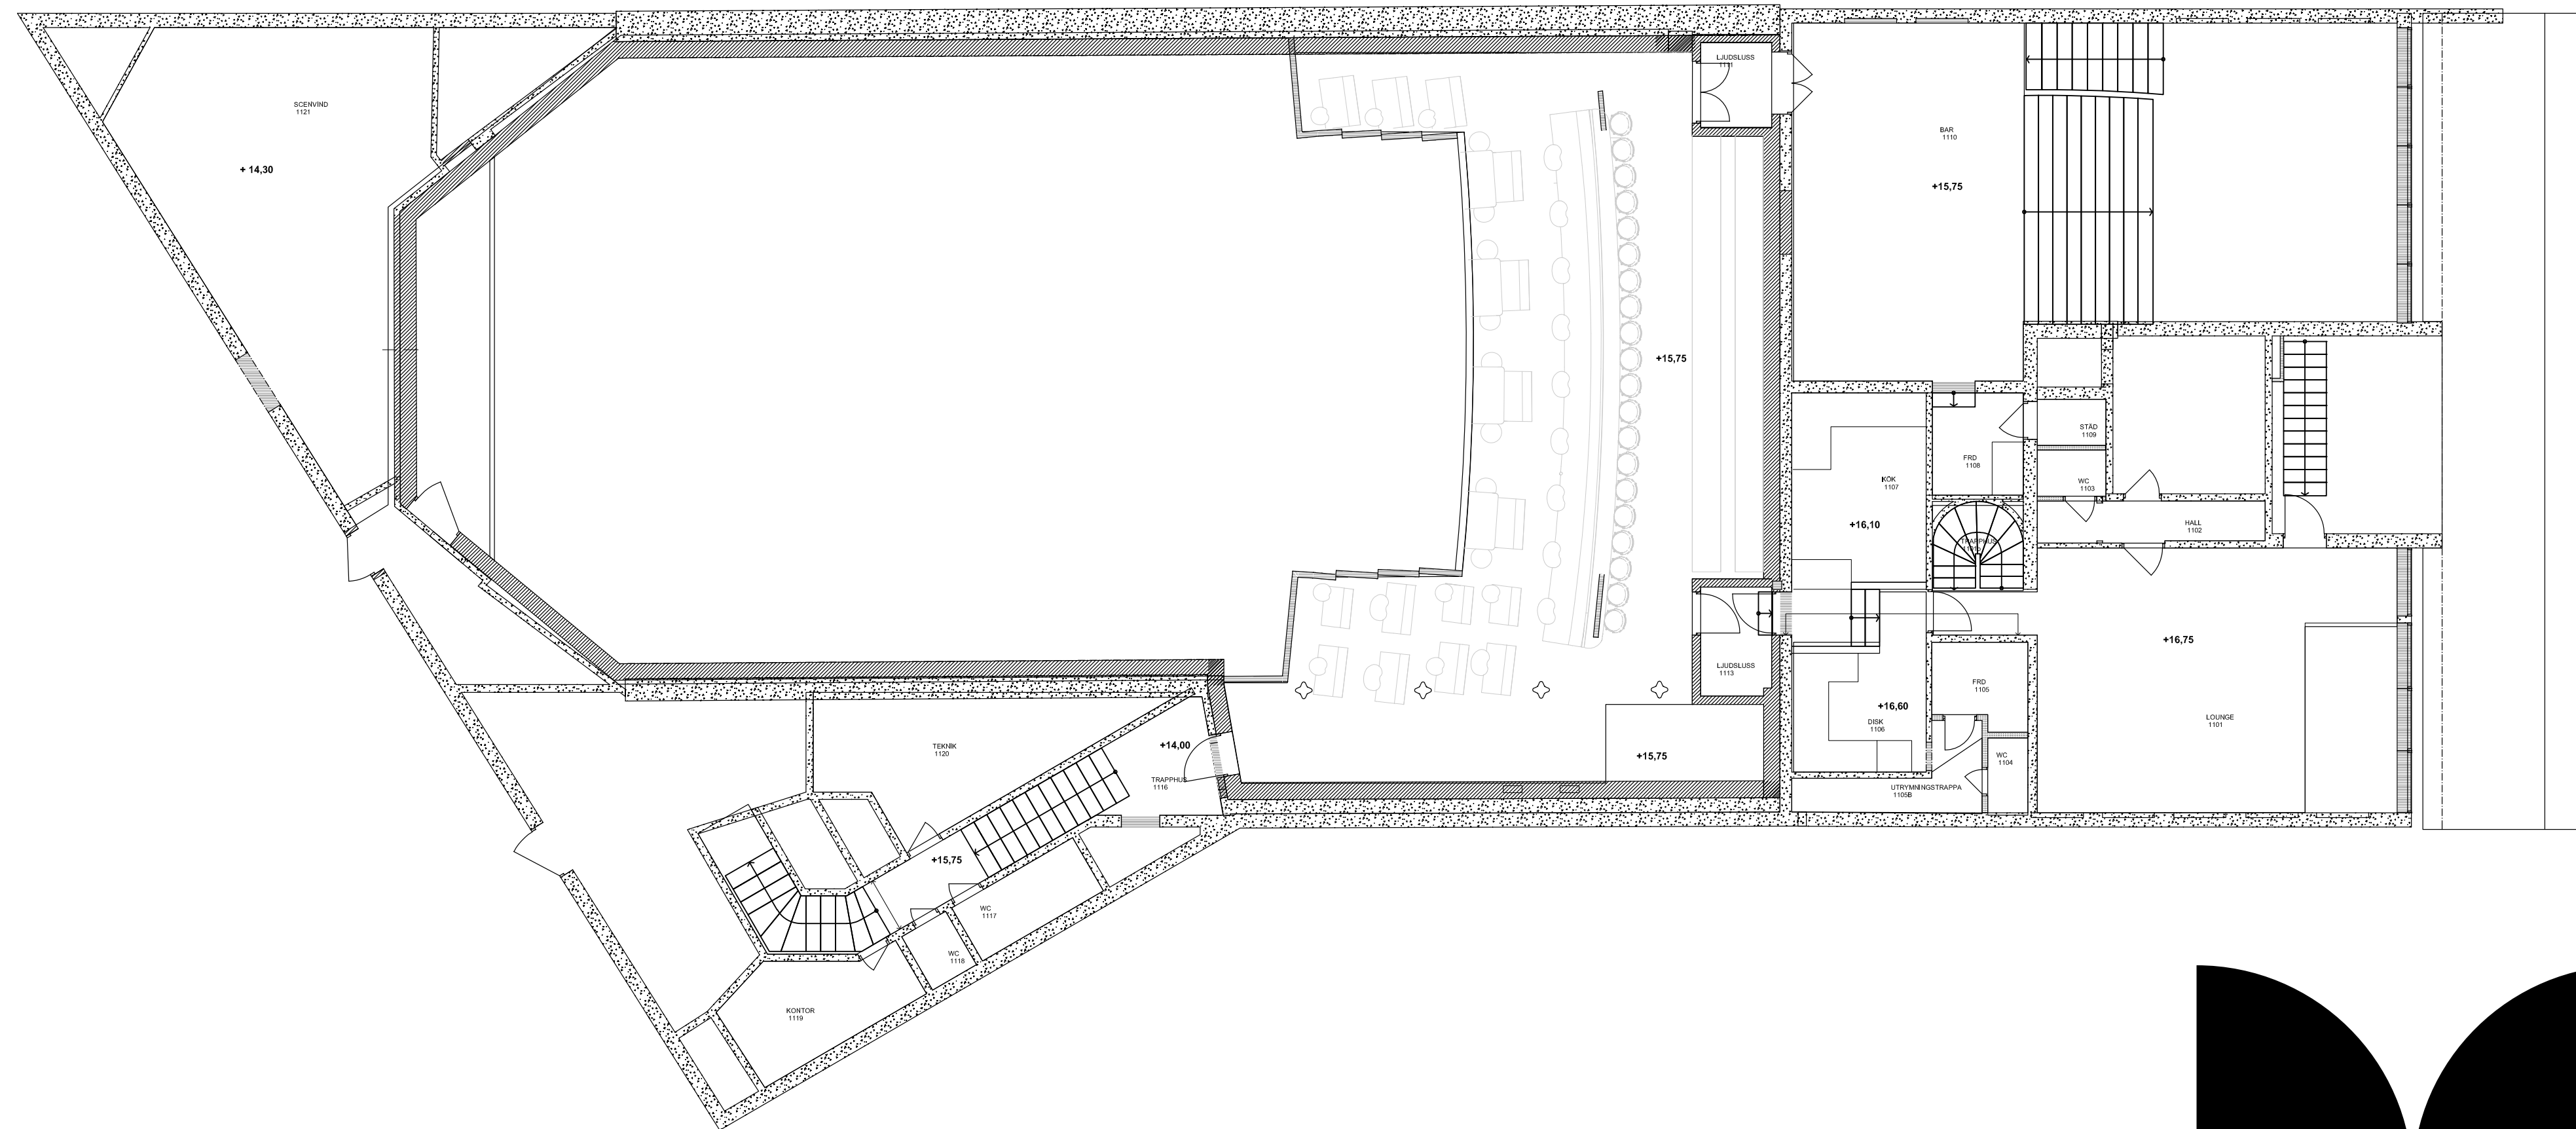 LJUDSLUSS
1111
SCENVIND
1121
+ 14,30
BAR
1110
+15,75
+15,75
STÄD
1109
FRD
1108
KÖK
1107
WC
1103
+16,10
HALL
1102
TRAPPHUS
+16,75
LJUDSLUSS
1113
FRD
1105
+16,60
DISK
1106
LOUNGE
1101
TEKNIK
1120
+14,00
TRAPPHUS
1116
+15,75
WC
1104
UTRYMNINGSTRAPPA
1105B
+15,75
WC
1117
WC
1118
KONTOR
1119